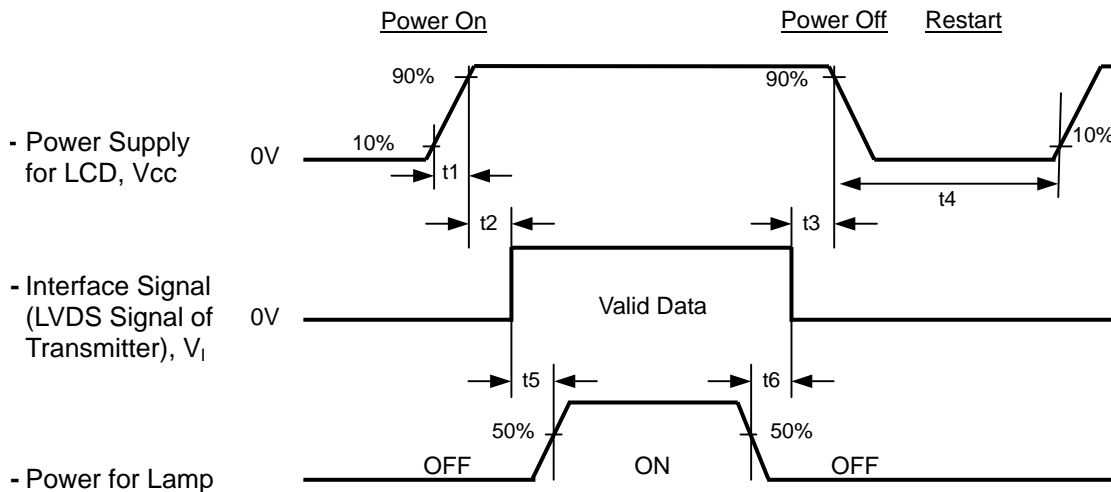 Power On
Power Off
Restart
90%
90%
- Power Supply
for LCD, Vcc
0V
10%
10%
t1
t4
t2
t3
- Interface Signal
(LVDS Signal of
Transmitter), VI
0V
Valid Data
t5
t6
50%
50%
- Power for Lamp
OFF
ON
OFF